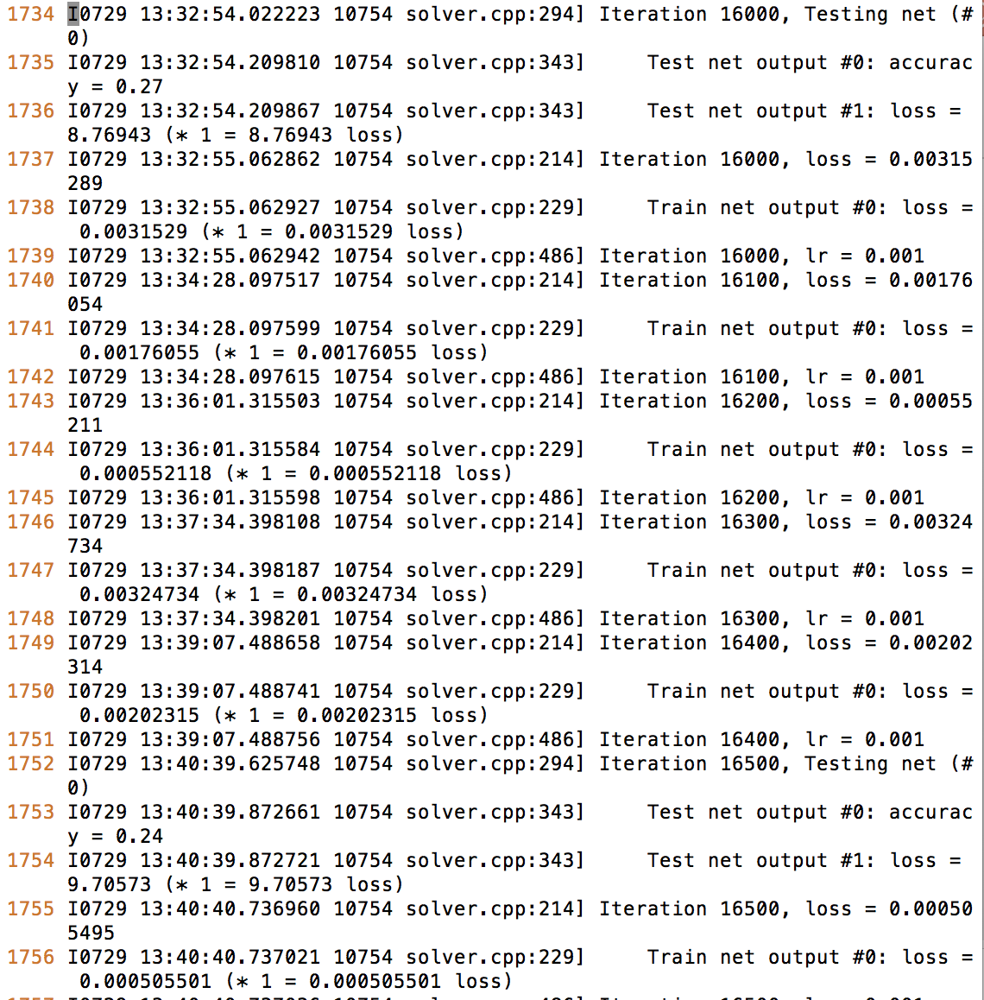 1734 I0729 13:32:54.022223 10754 solver.cpp:294] Iteration 16000, Testing net (#
0)
1735 I0729 13:32:54.209810 10754 solver.cpp:343]     Test net output #0: accurac
y = 0.27
1736 I0729 13:32:54.209867 10754 solver.cpp:343]     Test net output #1: loss =
8.76943 (* 1 = 8.76943 loss)
1737 I0729 13:32:55.062862 10754 solver.cpp:214] Iteration 16000, loss = 0.00315
289
1738 I0729 13:32:55.062927 10754 solver.cpp:229]     Train net output #0: loss =
0.0031529 (* 1 = 0.0031529 loss)
1739 I0729 13:32:55.062942 10754 solver.cpp:486] Iteration 16000, lr = 0.001
1740 I0729 13:34:28.097517 10754 solver.cpp:214] Iteration 16100, loss = 0.00176
054
1741 I0729 13:34:28.097599 10754 solver.cpp:229]     Train net output #0: loss =
0.00176055 (* 1 = 0.00176055 loss)
1742 I0729 13:34:28.097615 10754 solver.cpp:486] Iteration 16100, lr = 0.001
1743 I0729 13:36:01.315503 10754 solver.cpp:214] Iteration 16200, loss = 0.00055
211
1744 I0729 13:36:01.315584 10754 solver.cpp:229]     Train net output #0: loss =
0.000552118 (* 1 = 0.000552118 loss)
1745 I0729 13:36:01.315598 10754 solver.cpp:486] Iteration 16200, lr = 0.001
1746 I0729 13:37:34.398108 10754 solver.cpp:214] Iteration 16300, loss = 0.00324
734
1747 I0729 13:37:34.398187 10754 solver.cpp:229]     Train net output #0: loss =
0.00324734 (* 1 = 0.00324734 loss)
1748 I0729 13:37:34.398201 10754 solver.cpp:486] Iteration 16300, lr = 0.001
1749 I0729 13:39:07.488658 10754 solver.cpp:214] Iteration 16400, loss = 0.00202
314
1750 I0729 13:39:07.488741 10754 solver.cpp:229]     Train net output #0: loss =
0.00202315 (* 1 = 0.00202315 loss)
1751 I0729 13:39:07.488756 10754 solver.cpp:486] Iteration 16400, lr = 0.001
1752 I0729 13:40:39.625748 10754 solver.cpp:294] Iteration 16500, Testing net (#
0)
1753 I0729 13:40:39.872661 10754 solver.cpp:343]     Test net output #0: accurac
y = 0.24
1754 I0729 13:40:39.872721 10754 solver.cpp:343]     Test net output #1: loss =
9.70573 (* 1 = 9.70573 loss)
1755 I0729 13:40:40.736960 10754 solver.cpp:214] Iteration 16500, loss = 0.00050
5495
1756 I0729 13:40:40.737021 10754 solver.cpp:229]     Train net output #0: loss =
0.000505501 (* 1 = 0.000505501 loss)